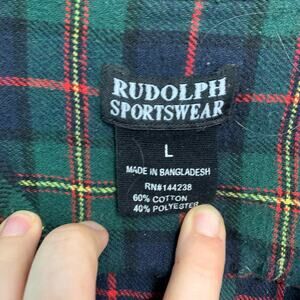 RUDOLPH
SPORTSWEAR
L
MADE IN BANGLADESH
RN#144238
60% COTTON
40% POLYESTER